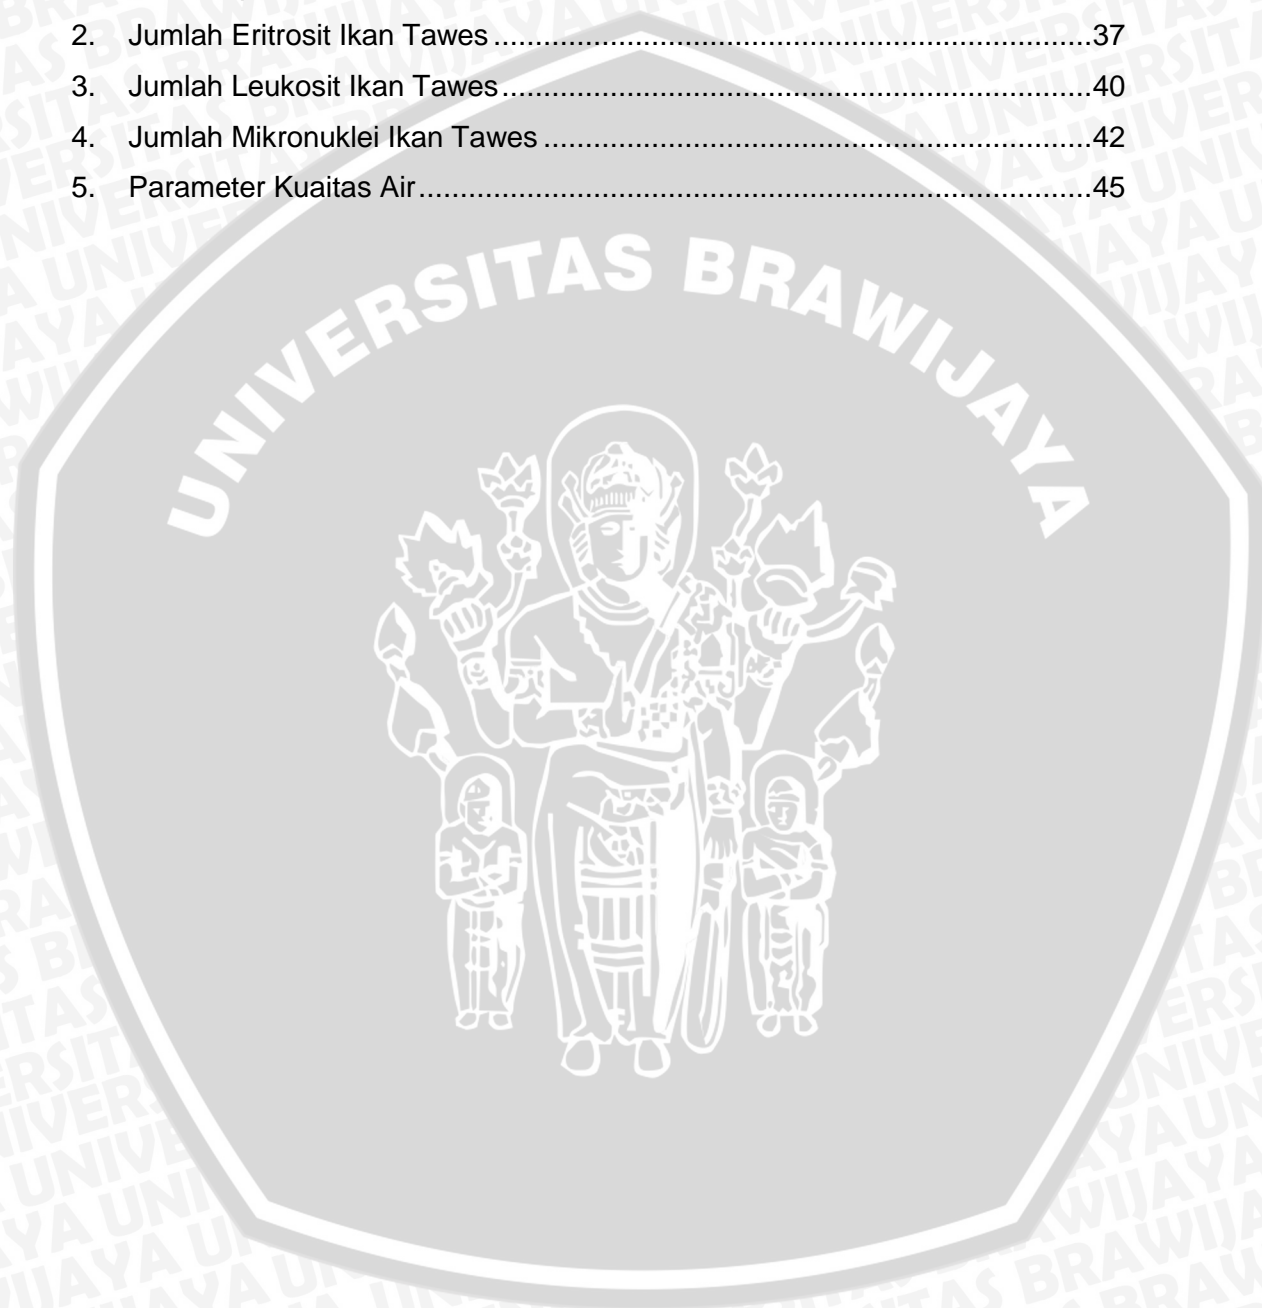 2. Jumlah Eritrosit Ikan Tawes ..........................................................................37
3. Jumlah Leukosit Ikan Tawes .........................................................................40
4. Jumlah Mikronuklei Ikan Tawes ....................................................................42
5. Parameter Kuaitas Air ...................................................................................45
UNIVERSITAS BRAWIJAYA